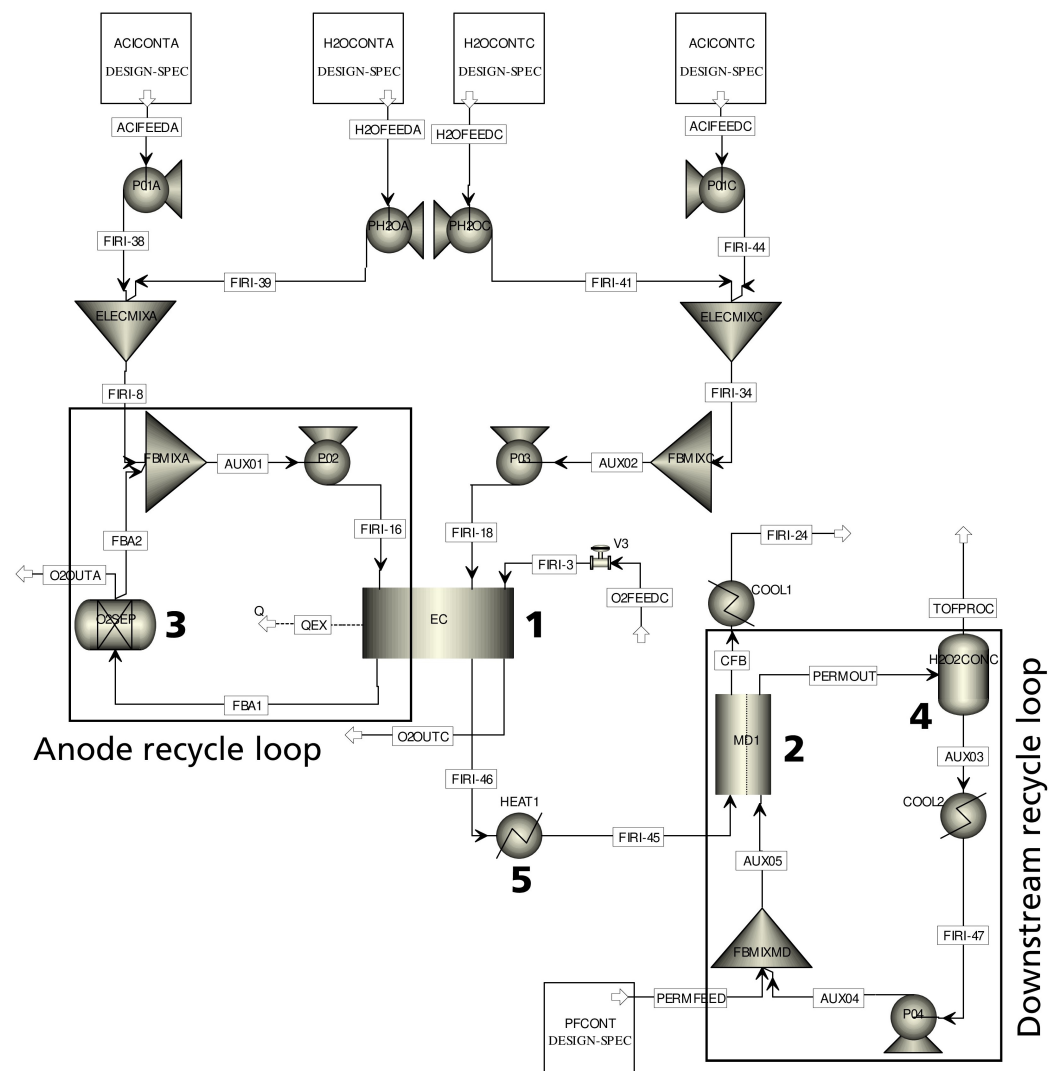 ACICONTA
DESIGN-SPEC
H2OCONTA
DESIGN-SPEC
H2OCONTC
DESIGN-SPEC
ACICONTC
DESIGN-SPEC
ACIFEEDA
H2OFEEDA
H2OFEEDC
ACIFEEDC
P01A
P01C
PH2OA
PH2OC
FIRI-38
FIRI-44
FIRI-39
FIRI-41
ELECMIXA
ELECMIXC
FIRI-8
FIRI-34
FBMIXA
AUX01
P02
P03
AUX02
FBMIXC
FIRI-16
FIRI-18
FBA2
V3
FIRI-24
FIRI-3
O2OUTA
COOL1
O2FEEDC
O2SEP
3
Q
QEX
EC
1
TOFPROC
CFB
H2O2CONC
PERMOUT
FBA1
4
O2OUTC
MD1
2
Anode recycle loop
AUX03
FIRI-46
HEAT1
COOL2
FIRI-45
5
AUX05
Downstream recycle loop
FIRI-47
FBMIXMD
PERMFEED
AUX04
P04
PFCONT
DESIGN-SPEC